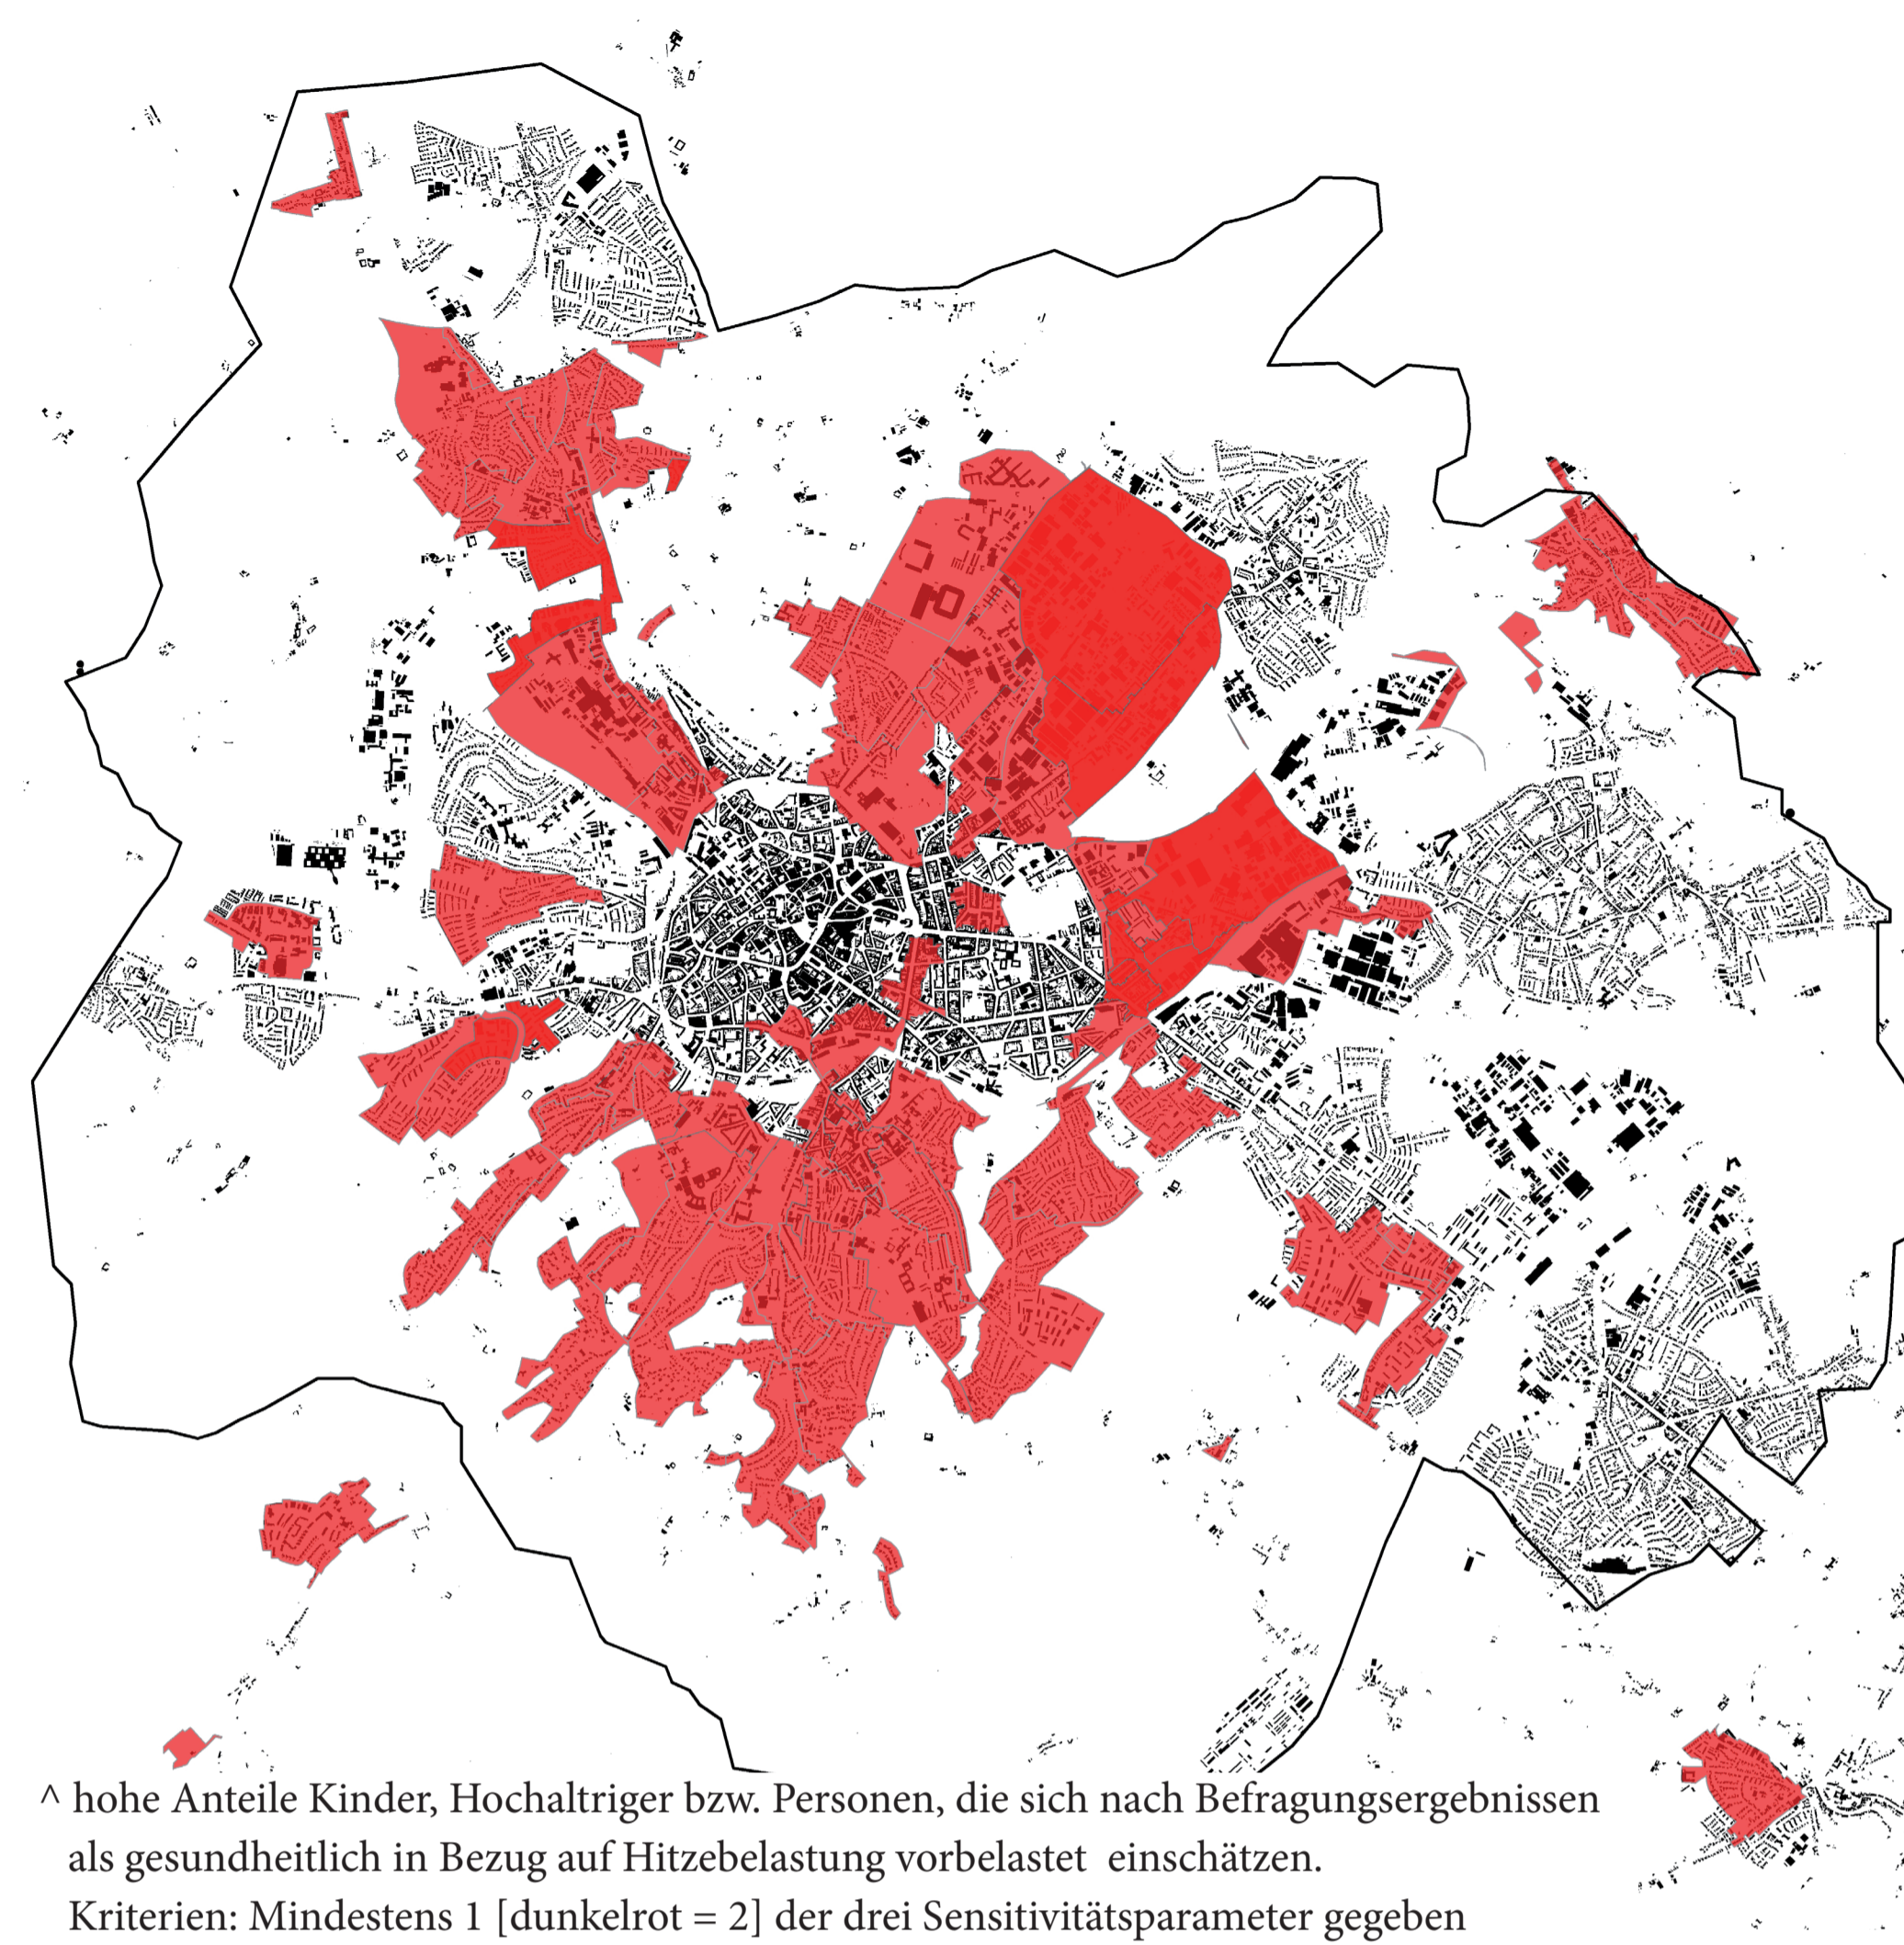 ^ hohe Anteile Kinder, Hochaltriger bzw. Personen, die sich nach Befragungsergebnissen
als gesundheitlich in Bezug auf Hitzebelastung vorbelastet einschätzen.
Kriterien: Mindestens 1 [dunkelrot = 2] der drei Sensitivitätsparameter gegeben